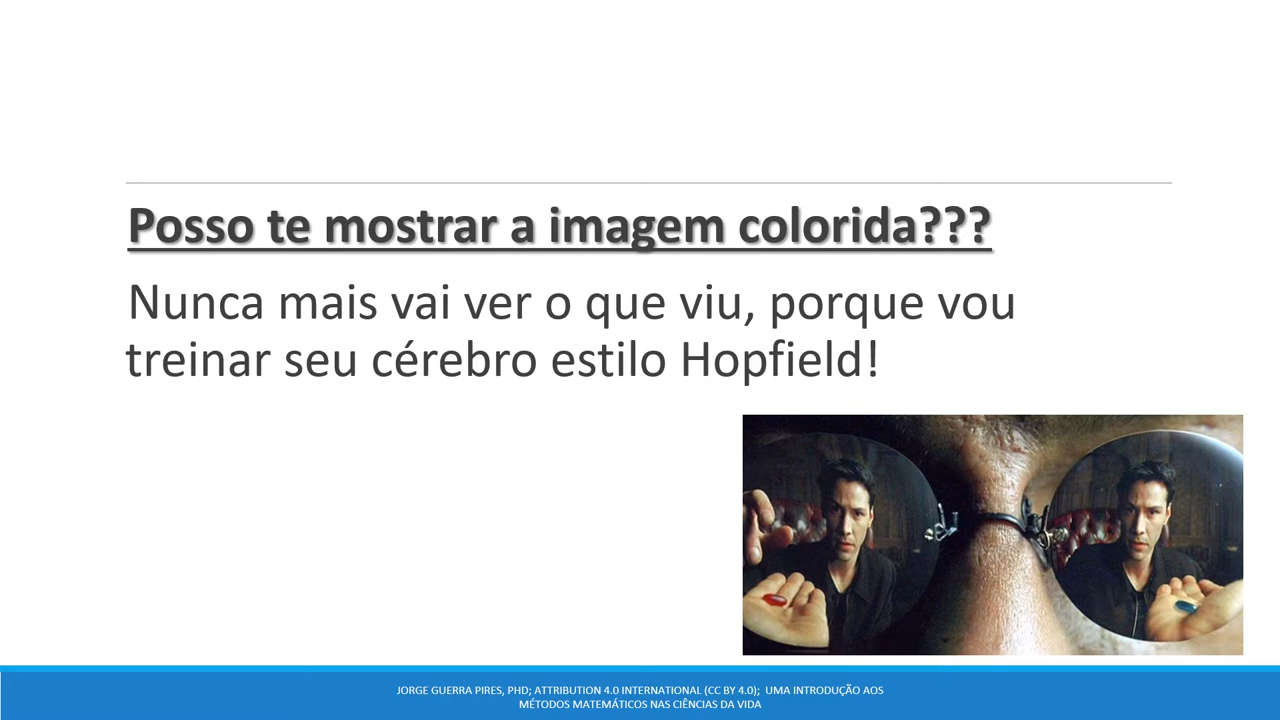 Posso te mostrar a imagem colorida???
Nunca mais vai ver o que viu, porque vou
treinar seu cérebro estilo Hopfield!
JORGE GUERRA PIRES, PHD; ATTRIBUTION 4.0 INTERNATIONAL (CC BY 4.0); UMA INTRODUÇÃO AOS
MÉTODOS MATEMÁTICOS NAS CIÊNCIAS DA VIDA